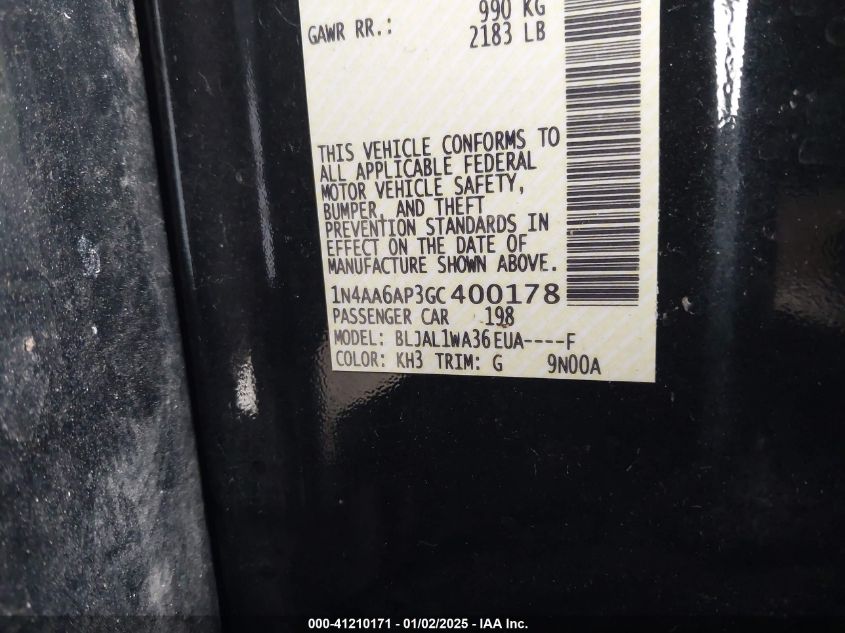 990 KG
GAWR RR.: 2183 LB
THIS VEHICLE CONFORMS TO
ALL APPLICABLE FEDERAL
MOTOR VEHICLE SAFETY,
BUMPER, AND THEFT
PREVENTION STANDARDS IN
EFFECT ON THE DATE OF
MANUFACTURE SHOWN ABOVE.
1N4AA6AP3GC400178
PASSENGER CAR 198
MODEL: BLJAL1WA36EUA----F
COLOR: KH3 TRIM: G 9N00A
000-41210171 - 01/02/2025 - IAA Inc.